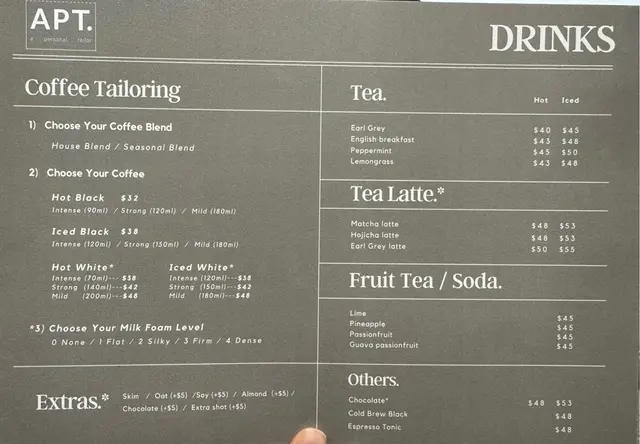 APT.
a personal tailor
DRINKS
Coffee Tailoring
1) Choose Your Coffee Blend
House Blend / Seasonal Blend
2) Choose Your Coffee
Hot Black $32
Intense (90ml) / Strong (120ml) / Mild (180ml)
Iced Black $38
Intense (120ml) / Strong (150ml) / Mild (180ml)
Hot White* Iced White*
Intense (70ml)---$38 Intense (120ml)---$38
Strong (140ml)---$42 Strong (150ml)---$42
Mild (200ml)---$48 Mild (180ml)---$48
*3) Choose Your Milk Foam Level
0 None / 1 Flat / 2 Silky / 3 Firm / 4 Dense
Extras.*
Skim / Oat (+$5) /Soy (+$5) / Almond (+$5) /
Chocolate (+$5) / Extra shot (+$5)
Tea. Hot Iced
Earl Grey $40 $45
English breakfast $43 $48
Peppermint $45 $50
Lemongrass $43 $48
Tea Latte.*
Matcha latte $48 $53
Hojicha latte $48 $53
Earl Grey latte $50 $55
Fruit Tea / Soda.
Lime $45
Pineapple $45
Passionfruit $45
Guava passionfruit $45
Others.
Chocolate* $48 $53
Cold Brew Black $48
Espresso Tonic $48